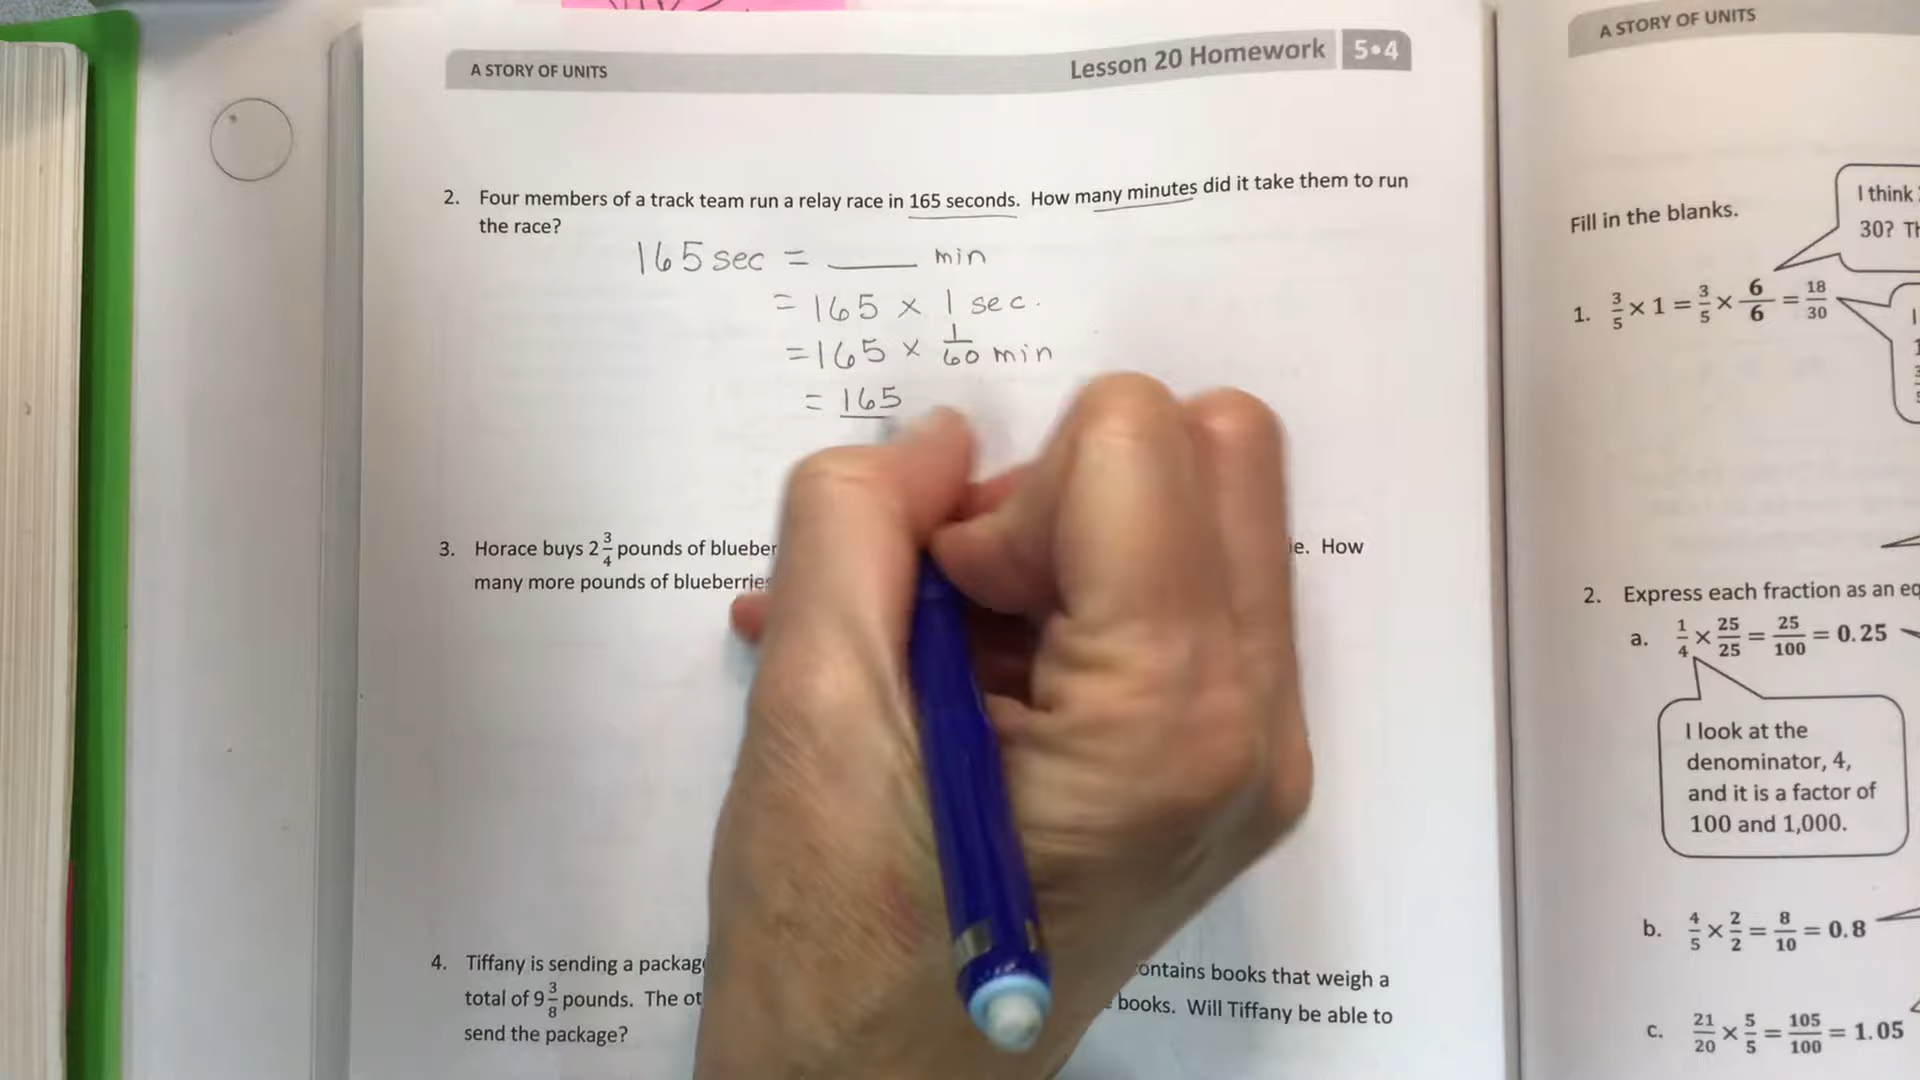 A STORY OF UNITS
Lesson 20 Homework 5•4
2. Four members of a track team run a relay race in 165 seconds. How many minutes did it take them to run
the race?
165 sec = ____ min
= 165 × 1 sec.
= 165 × 1/60 min
= 165
3. Horace buys 2 3/4 pounds of
ie. How
many more pounds of
4. Tiffany is sending a
books that weigh a
total of 9 3/8 pounds. The
books. Will Tiffany be able to
send the package?
A STORY OF UNITS
I think
30?
Fill in the blanks.
1. 3/5 × 1 = 3/5 × 6/6 = 18/30
2. Express each fraction as an
a. 1/4 × 25/25 = 25/100 = 0.25
I look at the
denominator, 4,
and it is a factor of
100 and 1,000.
b. 4/5 × 2/2 = 8/10 = 0.8
c. 21/20 × 5/5 = 105/100 = 1.05